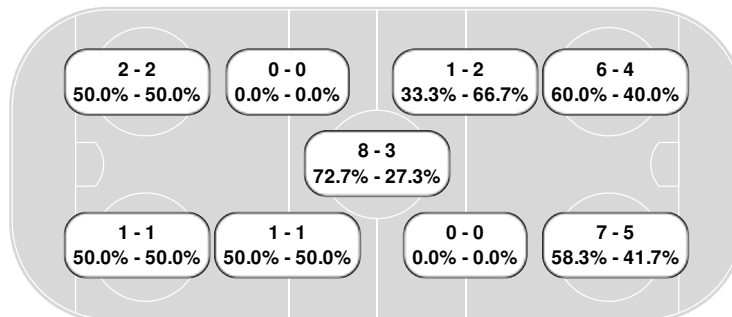 2 - 2
50.0% - 50.0%
0 - 0
0.0% - 0.0%
1 - 2
33.3% - 66.7%
6 - 4
60.0% - 40.0%
8 - 3
72.7% - 27.3%
1 - 1
50.0% - 50.0%
1 - 1
50.0% - 50.0%
0 - 0
0.0% - 0.0%
7 - 5
58.3% - 41.7%